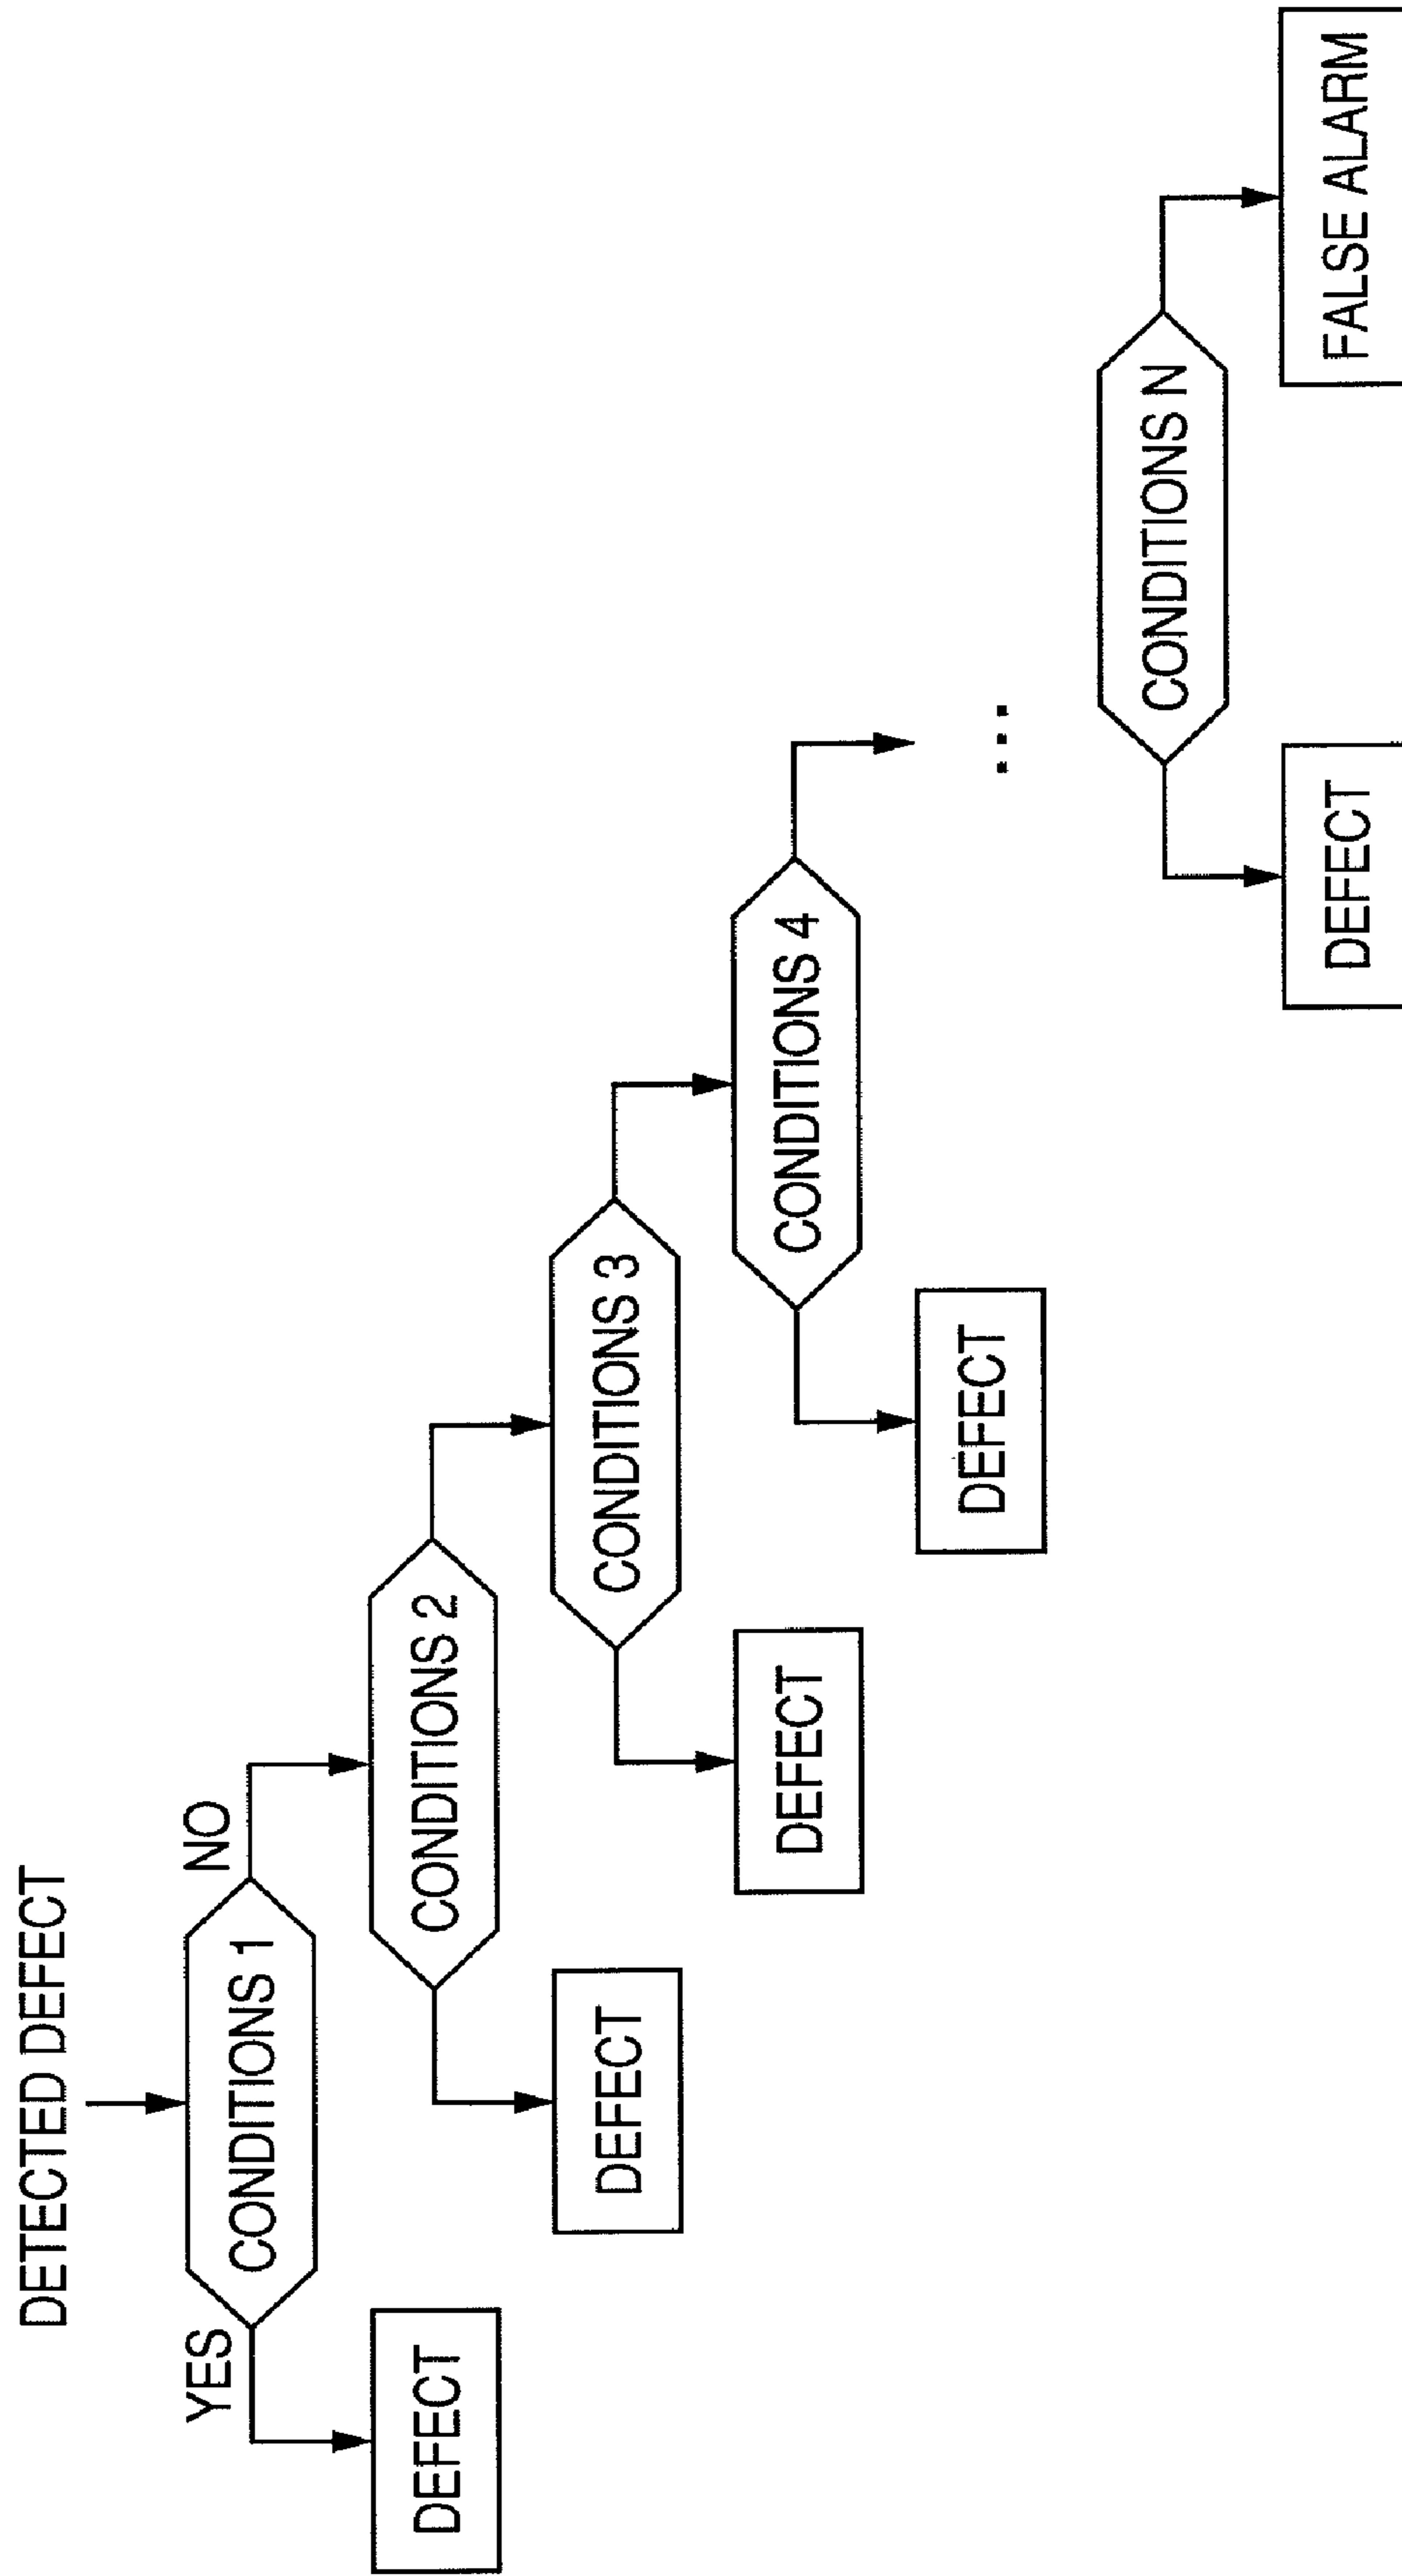 DETECTED DEFECT
YES
NO
CONDITIONS 1
DEFECT
CONDITIONS 2
DEFECT
CONDITIONS 3
DEFECT
CONDITIONS 4
DEFECT
...
CONDITIONS N
DEFECT
FALSE ALARM